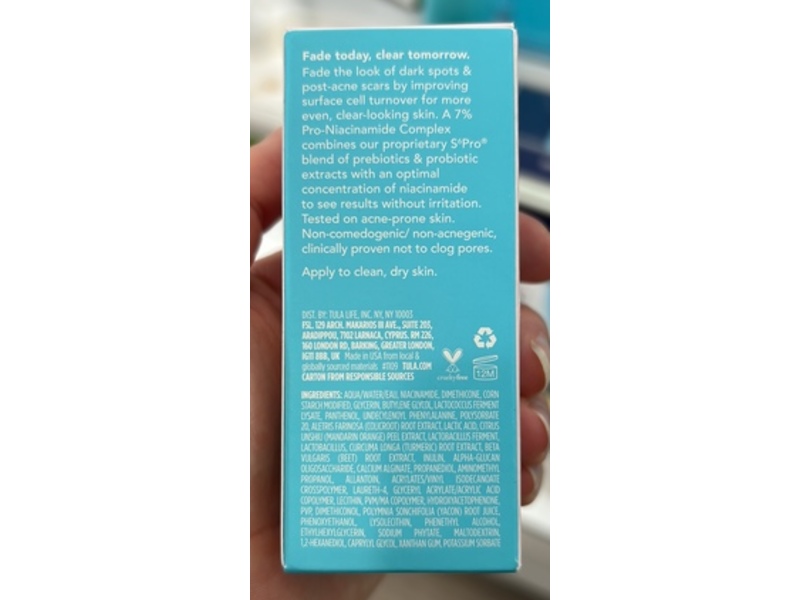 Fade today, clear tomorrow.
Fade the look of dark spots &
post-acne scars by improving
surface cell turnover for more
even, clear-looking skin. A 7%
Pro-Niacinamide Complex
combines our proprietary S⁶Pro®
blend of prebiotics & probiotic
extracts with an optimal
concentration of niacinamide
to see results without irritation.
Tested on acne-prone skin.
Non-comedogenic/ non-acnegenic,
clinically proven not to clog pores.
Apply to clean, dry skin.
DIST. BY: TULA LIFE, INC. NY, NY 10003
FSL. 129 ARCH. MAKARIOS III AVE., SUITE 203,
ARADIPPOU, 7102 LARNACA, CYPRUS. RM 226,
160 LONDON RD, BARKING, GREATER LONDON,
IG11 8BB, UK Made in USA from local &
globally sourced materials #1109 TULA.COM
CARTON FROM RESPONSIBLE SOURCES
crueltyfree
12M
INGREDIENTS: AQUA/WATER/EAU, NIACINAMIDE, DIMETHICONE, CORN
STARCH MODIFIED, GLYCERIN, BUTYLENE GLYCOL, LACTOCOCCUS FERMENT
LYSATE, PANTHENOL, UNDECYLENOYL PHENYLALANINE, POLYSORBATE
20, ALETRIS FARINOSA (COLICROOT) ROOT EXTRACT, LACTIC ACID, CITRUS
UNSHIU (MANDARIN ORANGE) PEEL EXTRACT, LACTOBACILLUS FERMENT,
LACTOBACILLUS, CURCUMA LONGA (TURMERIC) ROOT EXTRACT, BETA
VULGARIS (BEET) ROOT EXTRACT, INULIN, ALPHA-GLUCAN
OLIGOSACCHARIDE, CALCIUM ALGINATE, PROPANEDIOL, AMINOMETHYL
PROPANOL, ALLANTOIN, ACRYLATES/VINYL ISODECANOATE
CROSSPOLYMER, LAURETH-4, GLYCERYL ACRYLATE/ACRYLIC ACID
COPOLYMER, LECITHIN, PVM/MA COPOLYMER, HYDROXYACETOPHENONE,
PVP, DIMETHICONOL, POLYMNIA SONCHIFOLIA (YACON) ROOT JUICE,
PHENOXYETHANOL, LYSOLECITHIN, PHENETHYL ALCOHOL,
ETHYLHEXYLGLYCERIN, SODIUM PHYTATE, MALTODEXTRIN,
1,2-HEXANEDIOL, CAPRYLYL GLYCOL, XANTHAN GUM, POTASSIUM SORBATE